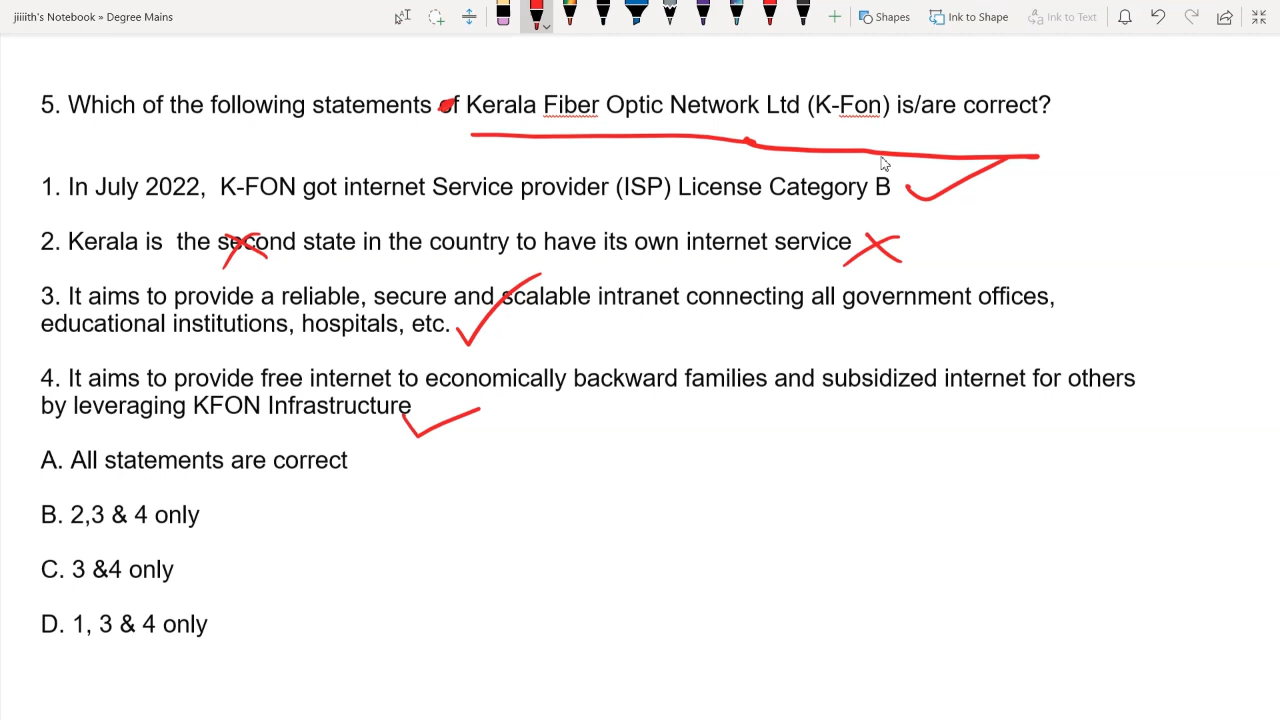 jiiiith's Notebook » Degree Mains
Shapes
Ink to Shape
Ink to Text
5. Which of the following statements of Kerala Fiber Optic Network Ltd (K-Fon) is/are correct?
1. In July 2022,  K-FON got internet Service provider (ISP) License Category B
2. Kerala is  the second state in the country to have its own internet service
3. It aims to provide a reliable, secure and scalable intranet connecting all government offices,
educational institutions, hospitals, etc.
4. It aims to provide free internet to economically backward families and subsidized internet for others
by leveraging KFON Infrastructure
A. All statements are correct
B. 2,3 & 4 only
C. 3 &4 only
D. 1, 3 & 4 only